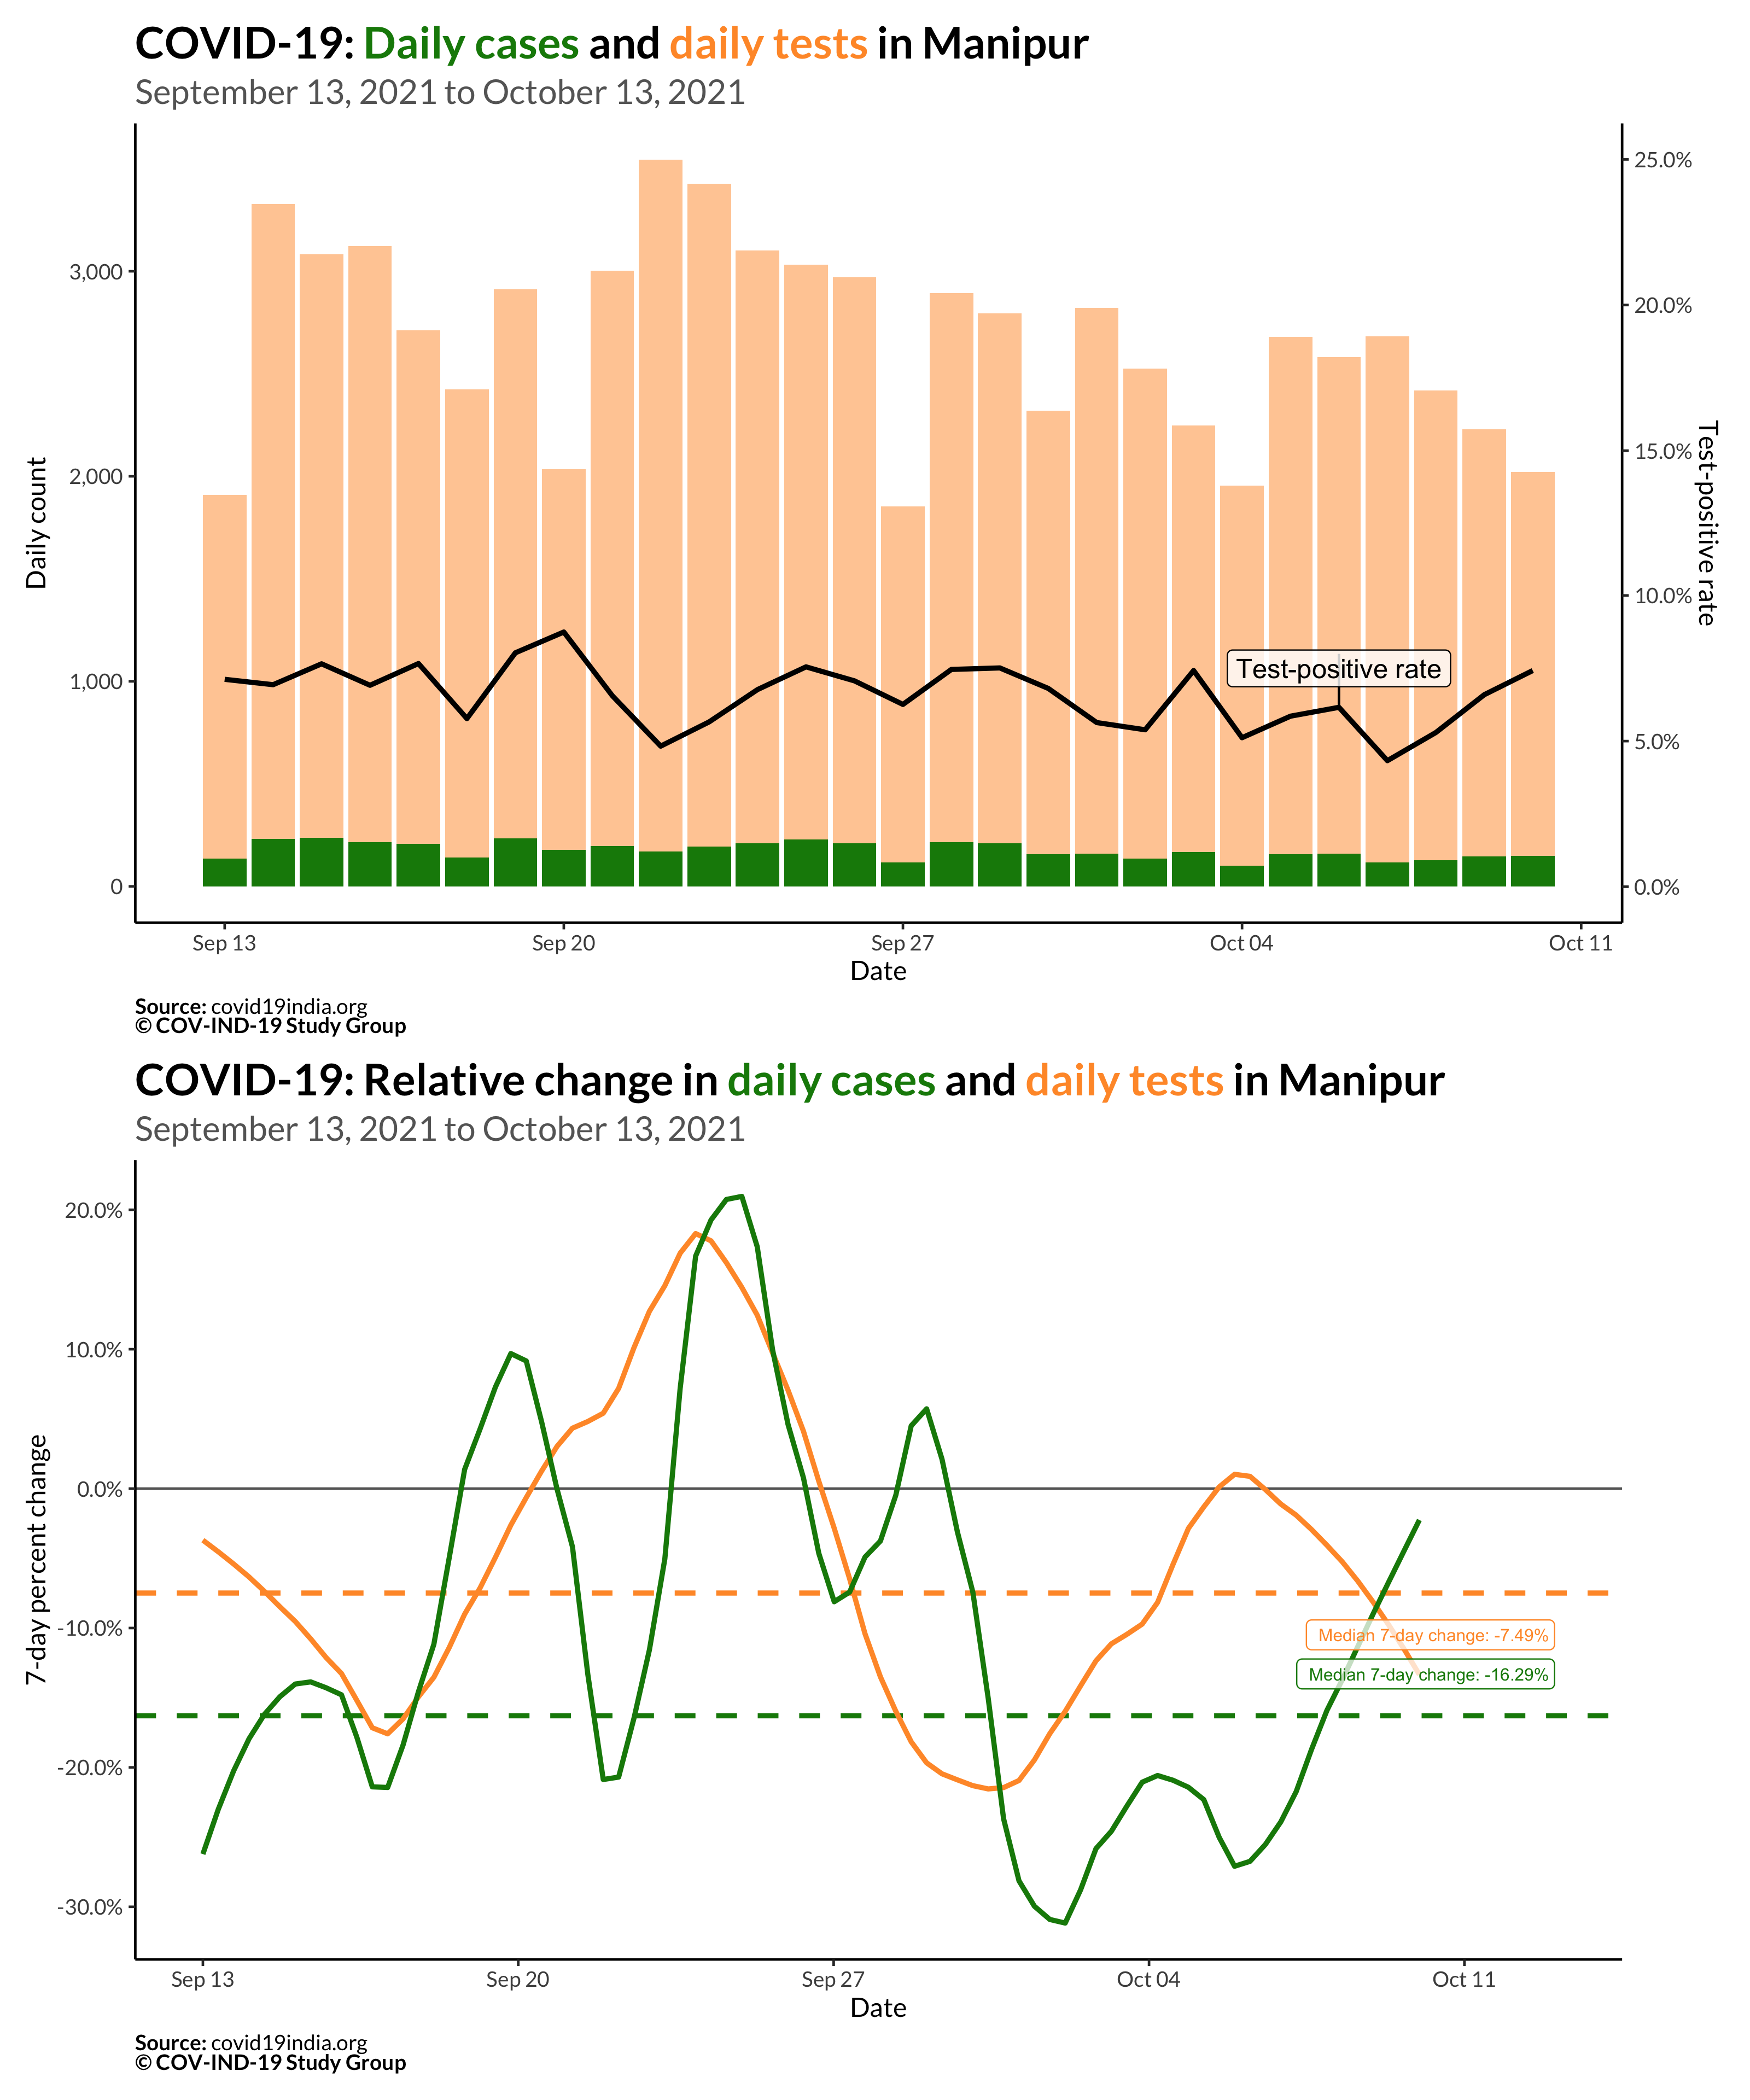 COVID-19: Daily cases and daily tests in Manipur
September 13, 2021 to October 13, 2021
Daily count
3,000
2,000
1,000
0
25.0%
20.0%
15.0%
10.0%
5.0%
0.0%
Test-positive rate
Test-positive rate
Sep 13
Sep 20
Sep 27
Oct 04
Oct 11
Date
Source: covid19india.org
© COV-IND-19 Study Group
COVID-19: Relative change in daily cases and daily tests in Manipur
September 13, 2021 to October 13, 2021
7-day percent change
20.0%
10.0%
0.0%
-10.0%
-20.0%
-30.0%
Median 7-day change: -7.49%
Median 7-day change: -16.29%
Sep 13
Sep 20
Sep 27
Oct 04
Oct 11
Date
Source: covid19india.org
© COV-IND-19 Study Group